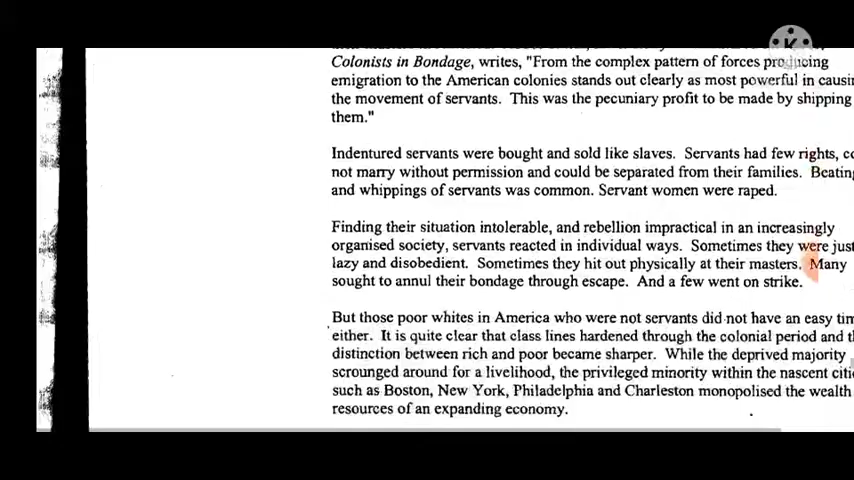 Colonists in Bondage, writes, "From the complex pattern of forces producing
emigration to the American colonies stands out clearly as most powerful in
the movement of servants. This was the pecuniary profit to be made by shipping
them."
Indentured servants were bought and sold like slaves. Servants had few rights,
not marry without permission and could be separated from their families.
and whippings of servants was common. Servant women were raped.
Finding their situation intolerable, and rebellion impractical in an increasingly
organised society, servants reacted in individual ways. Sometimes they were just
lazy and disobedient. Sometimes they hit out physically at their masters. Many
sought to annul their bondage through escape. And a few went on strike.
But those poor whites in America who were not servants did not have an easy
either. It is quite clear that class lines hardened through the colonial period and
distinction between rich and poor became sharper. While the deprived majority
scrounged around for a livelihood, the privileged minority within the nascent
such as Boston, New York, Philadelphia and Charleston monopolised the wealth
resources of an expanding economy.